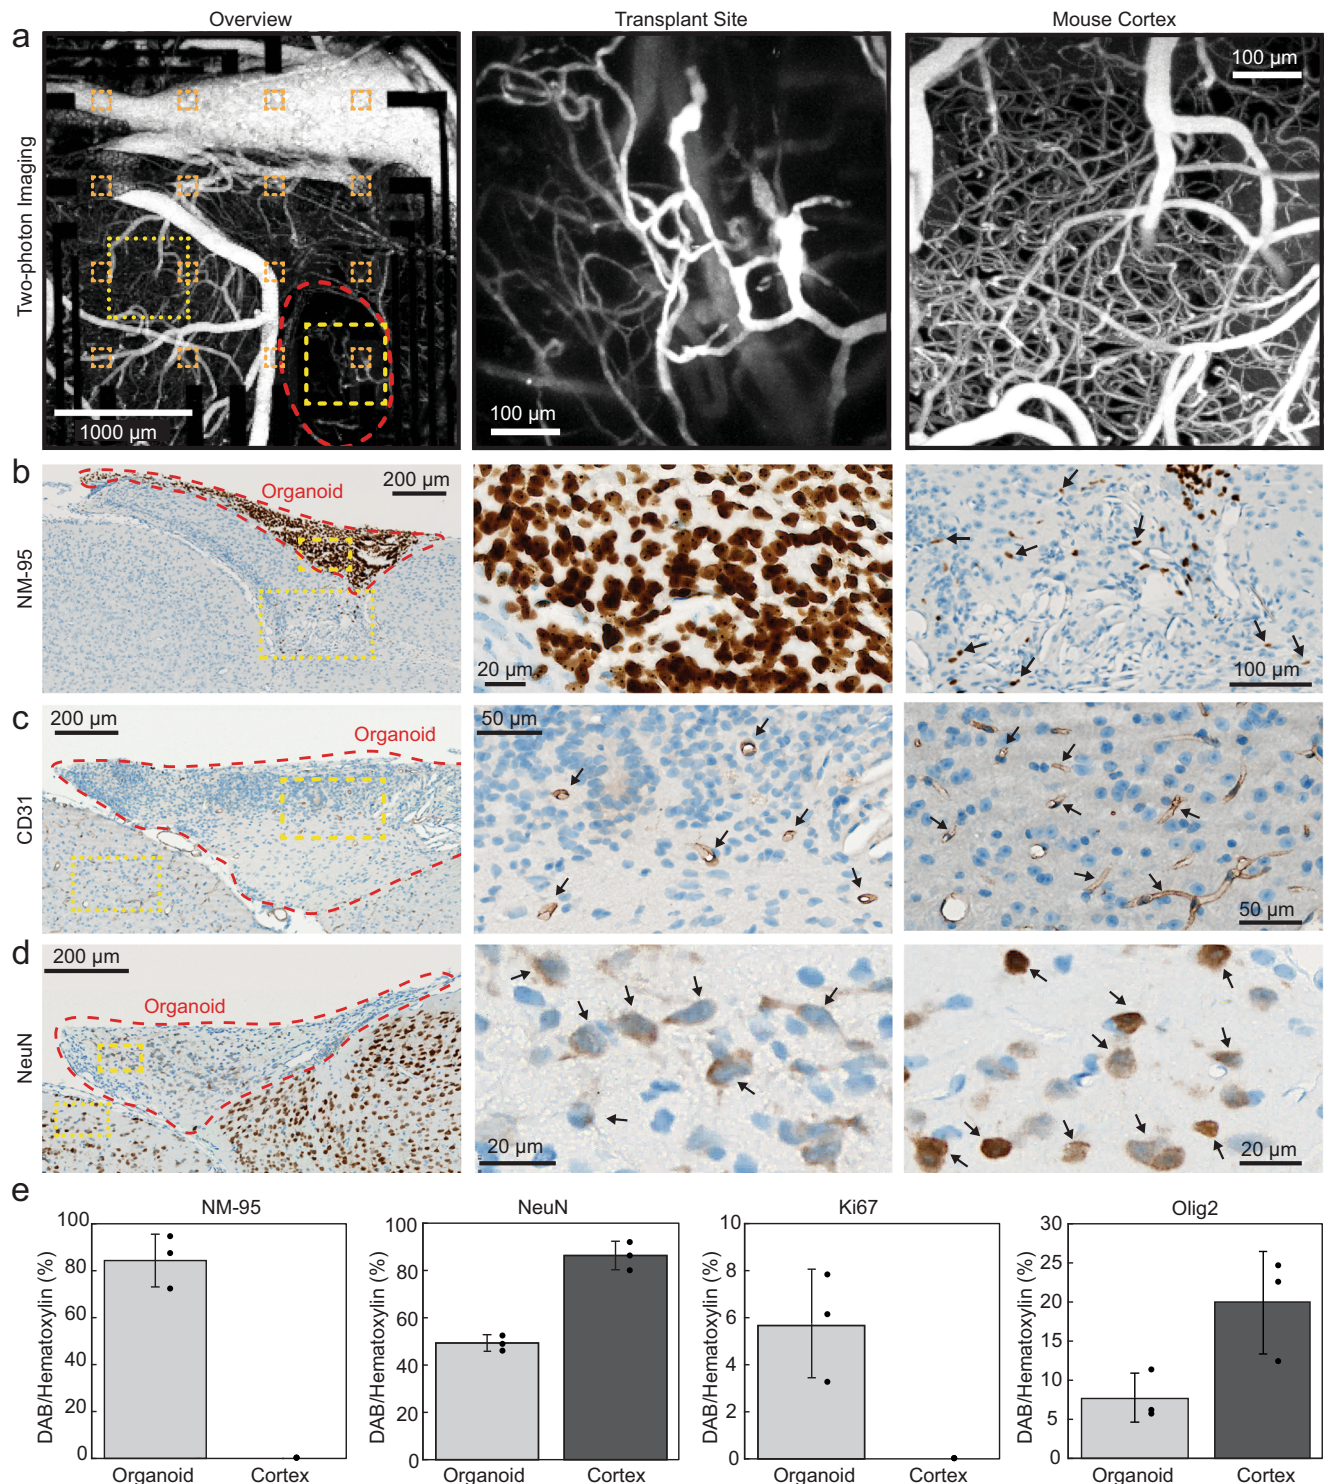 Overview Transplant Site Mouse Cortex
a
Two-photon Imaging
1000 µm
100 µm
100 µm
b
NM-95
Organoid
200 µm
20 µm
100 µm
c
CD31
200 µm
Organoid
50 µm
50 µm
d
NeuN
200 µm
Organoid
20 µm
20 µm
e
NM-95
DAB/Hematoxylin (%)
100
80
60
40
20
0
Organoid Cortex
NeuN
DAB/Hematoxylin (%)
100
80
60
40
20
0
Organoid Cortex
Ki67
DAB/Hematoxylin (%)
10
8
6
4
2
0
Organoid Cortex
Olig2
DAB/Hematoxylin (%)
30
25
20
15
10
5
0
Organoid Cortex